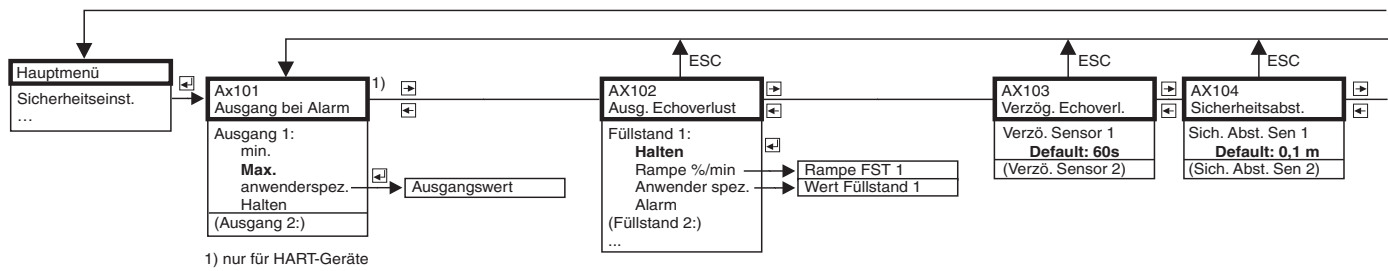 Hauptmenü
Sicherheitseinst.
...
Ax101
Ausgang bei Alarm
1)
Ausgang 1:
min.
Max.
anwenderspez.
Halten
(Ausgang 2:)
Ausgangswert
1) nur für HART-Geräte
ESC
AX102
Ausg. Echoverlust
Füllstand 1:
Halten
Rampe %/min
Anwender spez.
Alarm
(Füllstand 2:)
...
Rampe FST 1
Wert Füllstand 1
ESC
AX103
Verzög. Echoverl.
Verzö. Sensor 1
Default: 60s
(Verzö. Sensor 2)
ESC
AX104
Sicherheitsabst.
Sich. Abst. Sen 1
Default: 0,1 m
(Sich. Abst. Sen 2)